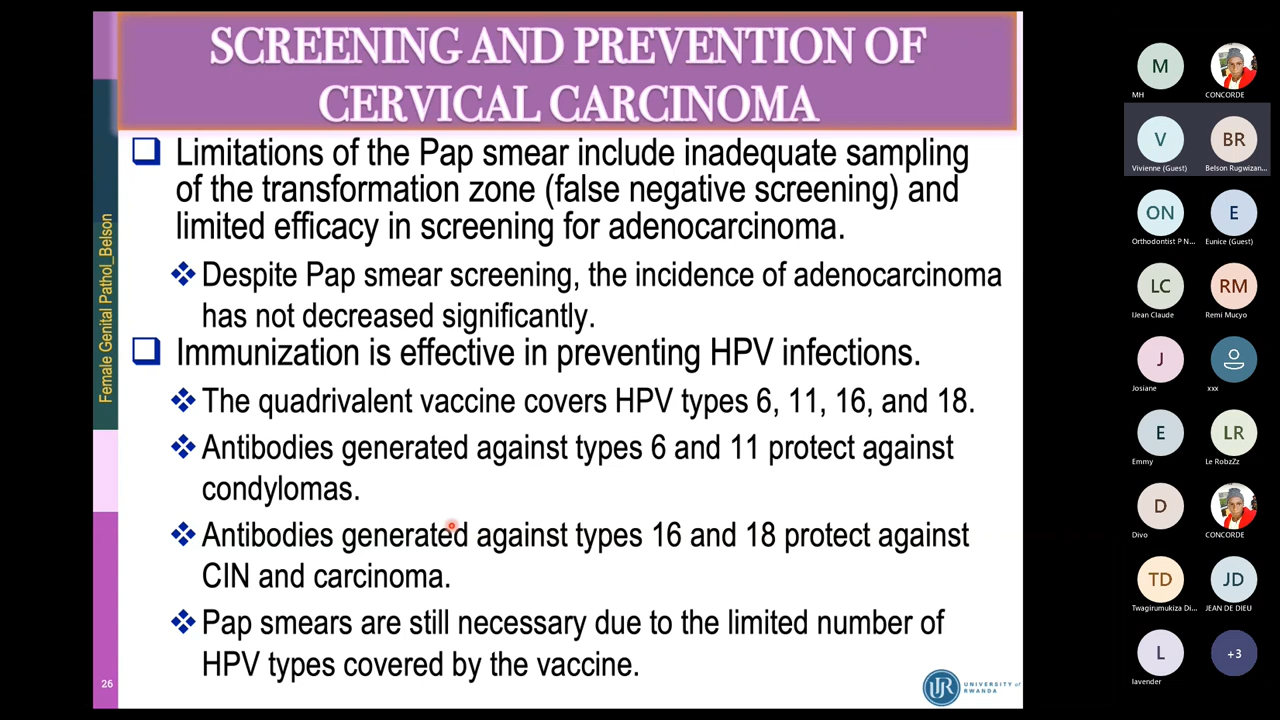 SCREENING AND PREVENTION OF
CERVICAL CARCINOMA
Limitations of the Pap smear include inadequate sampling
of the transformation zone (false negative screening) and
limited efficacy in screening for adenocarcinoma.
Despite Pap smear screening, the incidence of adenocarcinoma
has not decreased significantly.
Immunization is effective in preventing HPV infections.
The quadrivalent vaccine covers HPV types 6, 11, 16, and 18.
Antibodies generated against types 6 and 11 protect against
condylomas.
Antibodies generated against types 16 and 18 protect against
CIN and carcinoma.
Pap smears are still necessary due to the limited number of
HPV types covered by the vaccine.
Female Genital Pathol_Belson
26
UR
UNIVERSITY of
RWANDA
M
MH
CONCORDE
V
Vivienne (Guest)
BR
Belson Rugwizan...
ON
Orthodontist P N...
E
Eunice (Guest)
LC
lJean Claude
RM
Remi Mucyo
J
Josiane
xxx
E
Emmy
LR
Le RobzZz
D
Divo
CONCORDE
TD
Twagirumukiza Di...
JD
JEAN DE DIEU
L
lavender
+3